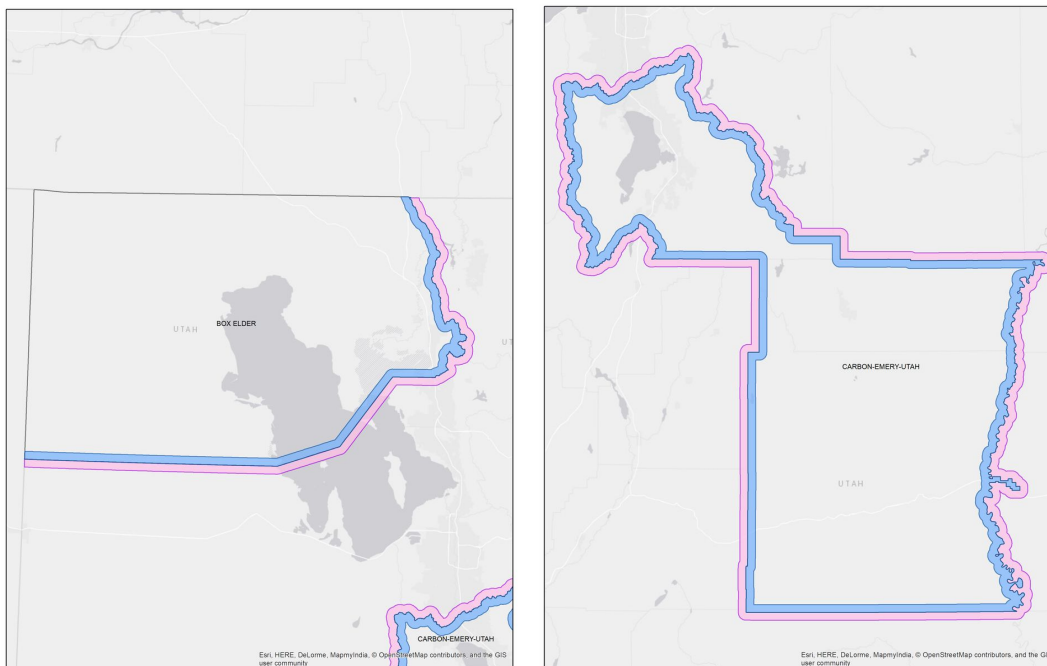 UTAH
BOX ELDER
UT
CARBON-EMERY-UTAH
Esri, HERE, DeLorme, MapmyIndia, © OpenStreetMap contributors, and the GIS
user community
CARBON-EMERY-UTAH
UTAH
Esri, HERE, DeLorme, MapmyIndia, © OpenStreetMap contributors, and the GIS
user community